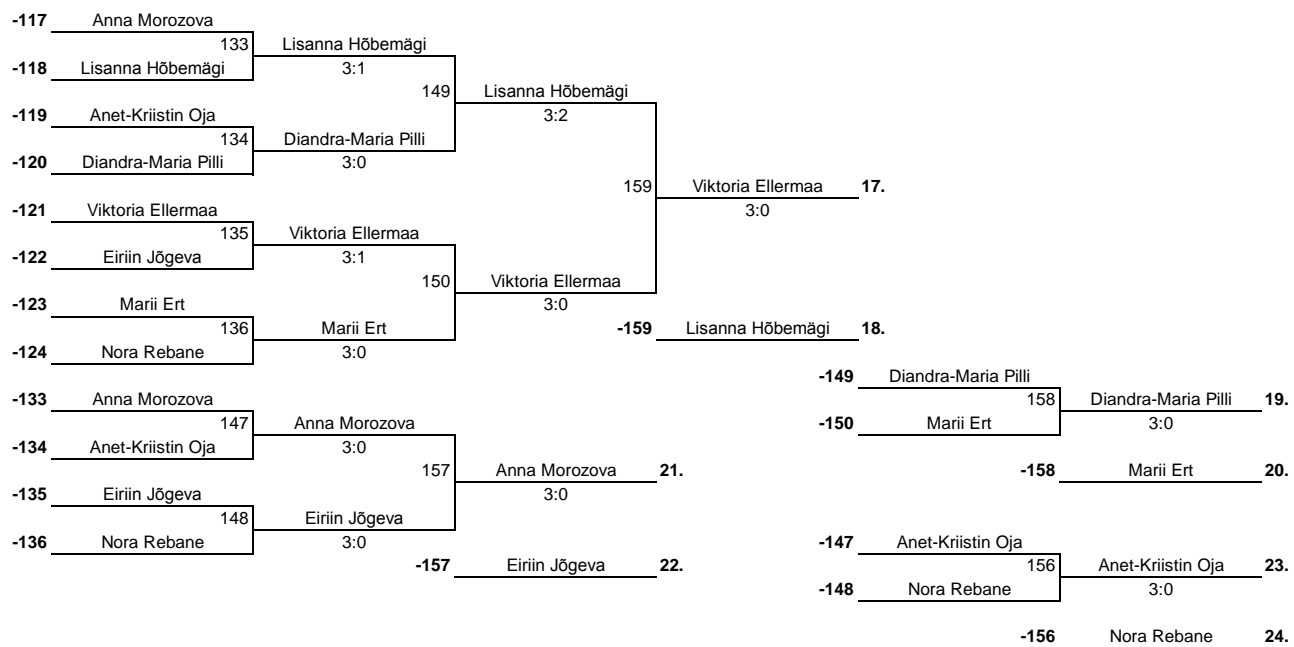 -117 Anna Morozova
133 Lisanna Hõbemägi
-118 Lisanna Hõbemägi 3:1
149 Lisanna Hõbemägi
-119 Anet-Kriistin Oja 3:2
134 Diandra-Maria Pilli
-120 Diandra-Maria Pilli 3:0
159 Viktoria Ellermaa 17.
-121 Viktoria Ellermaa 3:0
135 Viktoria Ellermaa
-122 Eiriin Jõgeva 3:1
150 Viktoria Ellermaa
-123 Marii Ert 3:0
136 Marii Ert -159 Lisanna Hõbemägi 18.
-124 Nora Rebane 3:0
-149 Diandra-Maria Pilli
-133 Anna Morozova 158 Diandra-Maria Pilli 19.
147 Anna Morozova -150 Marii Ert 3:0
-134 Anet-Kriistin Oja 3:0
157 Anna Morozova 21. -158 Marii Ert 20.
-135 Eiriin Jõgeva 3:0
148 Eiriin Jõgeva
-136 Nora Rebane 3:0 -147 Anet-Kriistin Oja
-157 Eiriin Jõgeva 22. 156 Anet-Kriistin Oja 23.
-148 Nora Rebane 3:0
-156 Nora Rebane 24.